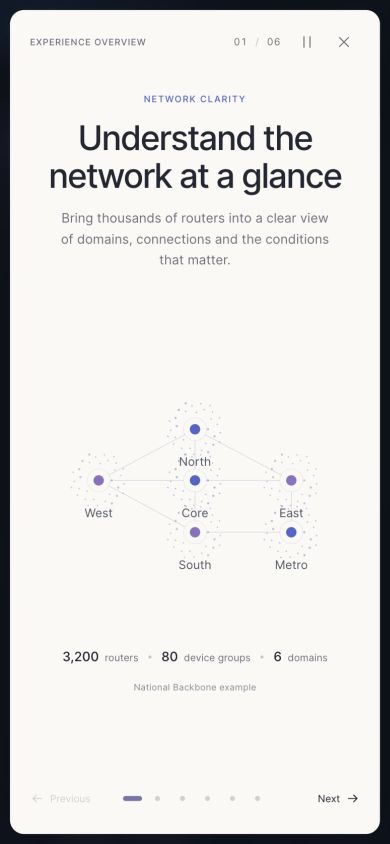 EXPERIENCE OVERVIEW 01 / 06
NETWORK CLARITY
Understand the
network at a glance
Bring thousands of routers into a clear view
of domains, connections and the conditions
that matter.
North
West Core East
South Metro
3,200 routers • 80 device groups • 6 domains
National Backbone example
← Previous Next →